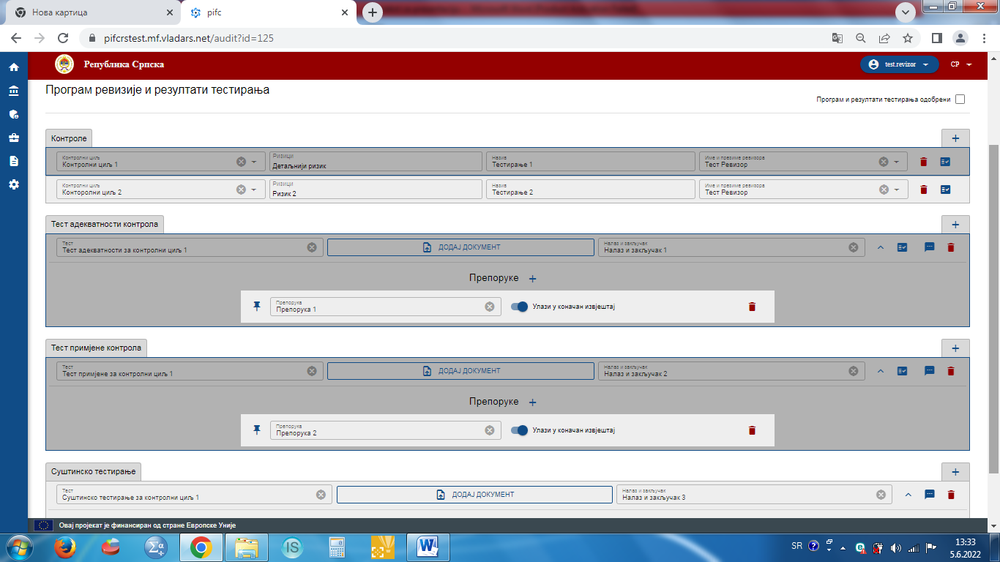 Нова картица
pifc
pifcrstest.mf.vladars.net/audit?id=125
Република Српска
test.revizor
СР
Програм ревизије и резултати тестирања
Програм и резултати тестирања одобрени
Контроле
+
Контролни циљ
Ризици
Назив
Име и презиме ревизора
Контролни циљ 1
Детаљнији ризик
Тестирање 1
Тест Ревизор
Контролни циљ
Ризици
Назив
Име и презиме ревизора
Конторолни циљ 2
Ризик 2
Тестирање 2
Тест Ревизор
Тест адекватности контрола
+
Тест
Налаз и закључак
Тест адекватности за контролни циљ 1
ДОДАЈ ДОКУМЕНТ
Налаз и закључак 1
Препоруке +
Препорука
Препорука 1
Улази у коначан извјештај
Тест примјене контрола
+
Тест
Налаз и закључак
Тест примјене за контролни циљ 1
ДОДАЈ ДОКУМЕНТ
Налаз и закључак 2
Препоруке +
Препорука
Препорука 2
Улази у коначан извјештај
Суштинско тестирање
+
Тест
Налаз и закључак
Суштинско тестирање за контролни циљ 1
ДОДАЈ ДОКУМЕНТ
Налаз и закључак 3
Овај пројекат је финансиран од стране Европске Уније
SR
13:33
5.6.2022